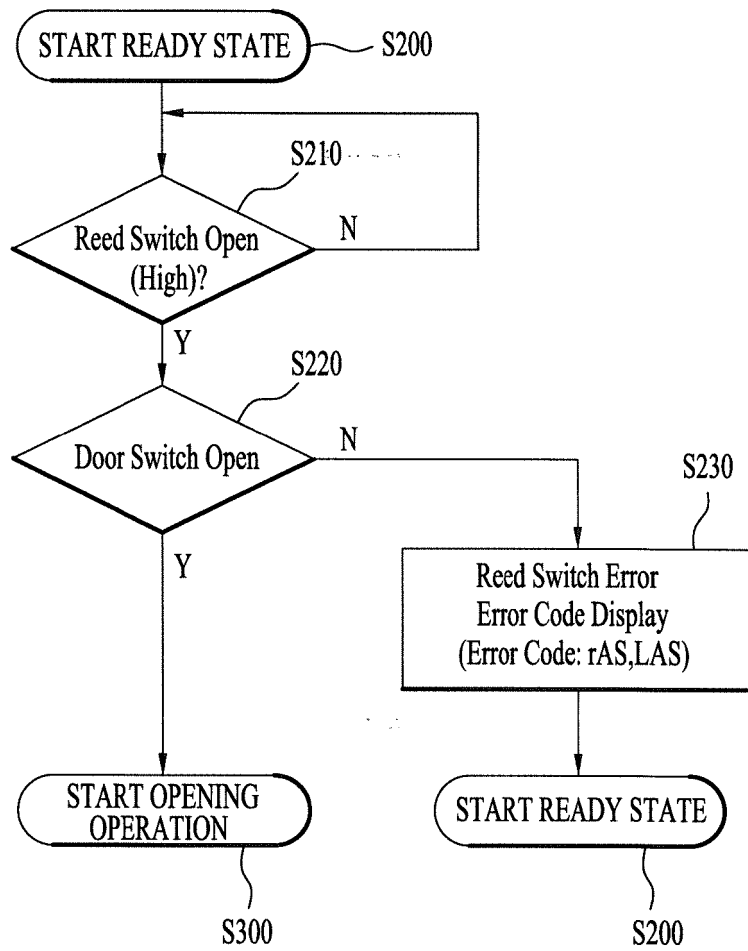 START READY STATE
S200
S210
Reed Switch Open
(High)?
N
Y
S220
Door Switch Open
N
S230
Y
Reed Switch Error
Error Code Display
(Error Code: rAS,LAS)
START OPENING
OPERATION
START READY STATE
S300
S200